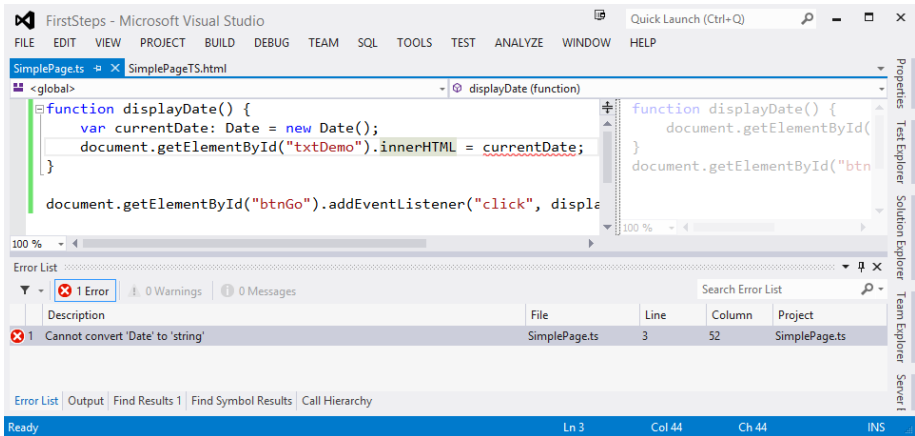 FirstSteps - Microsoft Visual Studio
Quick Launch (Ctrl+Q)
FILE EDIT VIEW PROJECT BUILD DEBUG TEAM SQL TOOLS TEST ANALYZE WINDOW HELP
SimplePage.ts SimplePageTS.html
<global> displayDate (function)
function displayDate() {
var currentDate: Date = new Date();
document.getElementById("txtDemo").innerHTML = currentDate;
}
document.getElementById("btnGo").addEventListener("click", displa
100 %
function displayDate() {
document.getElementById(
}
document.getElementById("btn
100 %
Error List
1 Error 0 Warnings 0 Messages Search Error List
Description File Line Column Project
1 Cannot convert 'Date' to 'string' SimplePage.ts 3 52 SimplePage.ts
Error List Output Find Results 1 Find Symbol Results Call Hierarchy
Ready Ln 3 Col 44 Ch 44 INS
Properties
Test Explorer
Solution Explorer
Team Explorer
Server E